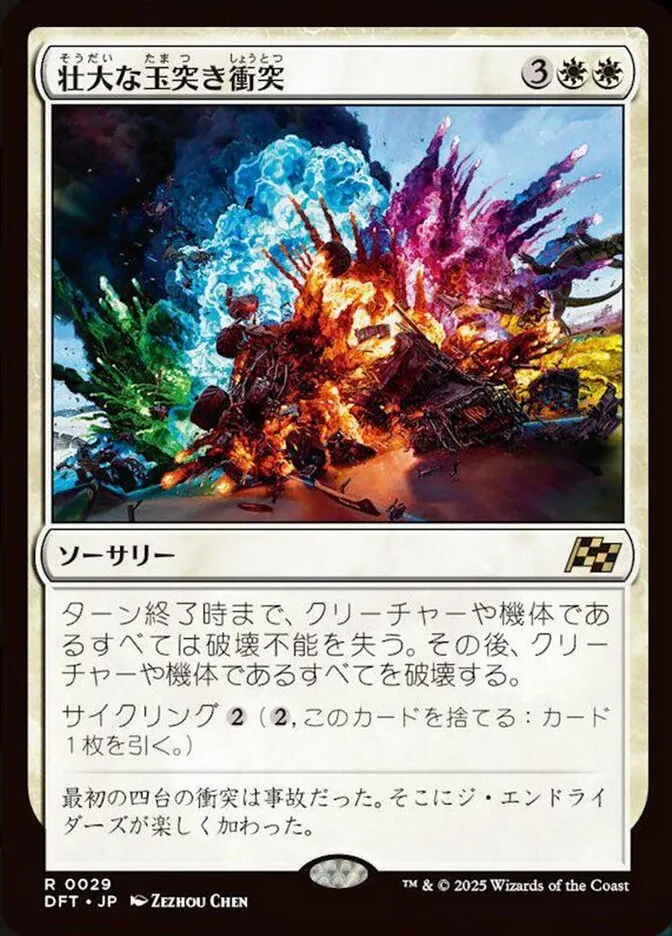 そうだい たまつ しょうとつ
壮大な玉突き衝突 3
ソーサリー
ターン終了時まで、クリーチャーや機体であ
るすべては破壊不能を失う。その後、クリー
チャーや機体であるすべてを破壊する。
サイクリング 2 ( 2, このカードを捨てる：カード
1枚を引く。)
最初の四台の衝突は事故だった。そこにジ・エンドライ
ダーズが楽しく加わった。
R 0029
DFT • JP Zezhou Chen
™ & © 2025 Wizards of the Coast